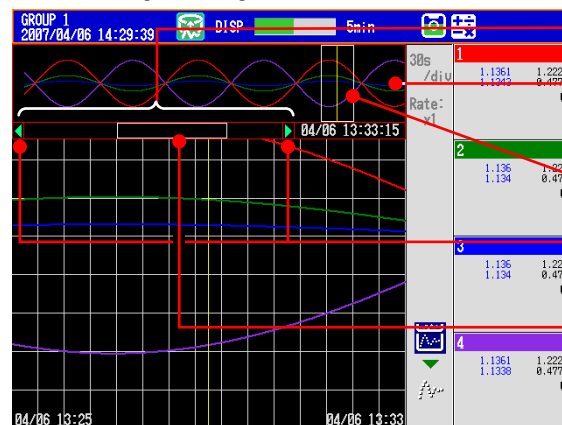 GROUP 1
2007/04/06 14:29:39
DISP
5min
30s
/div
Rate:
x1
04/06 13:33:15
1
1.1361 1.222
1.1343 0.477
2
1.136 1.22
1.134 0.47
3
1.136 1.22
1.134 0.47
4
1.1361 1.222
1.1338 0.477
04/06 13:25
04/06 13:33